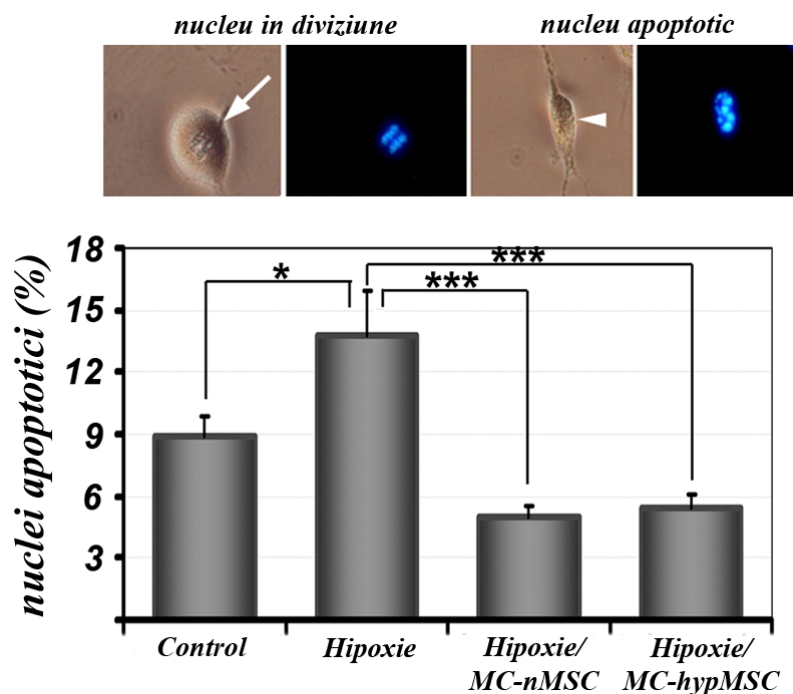 nucleu in diviziune
nucleu apoptotic
nuclei apoptotici (%)
18
15
12
9
6
3
*
***
***
Control
Hipoxie
Hipoxie/
MC-nMSC
Hipoxie/
MC-hypMSC